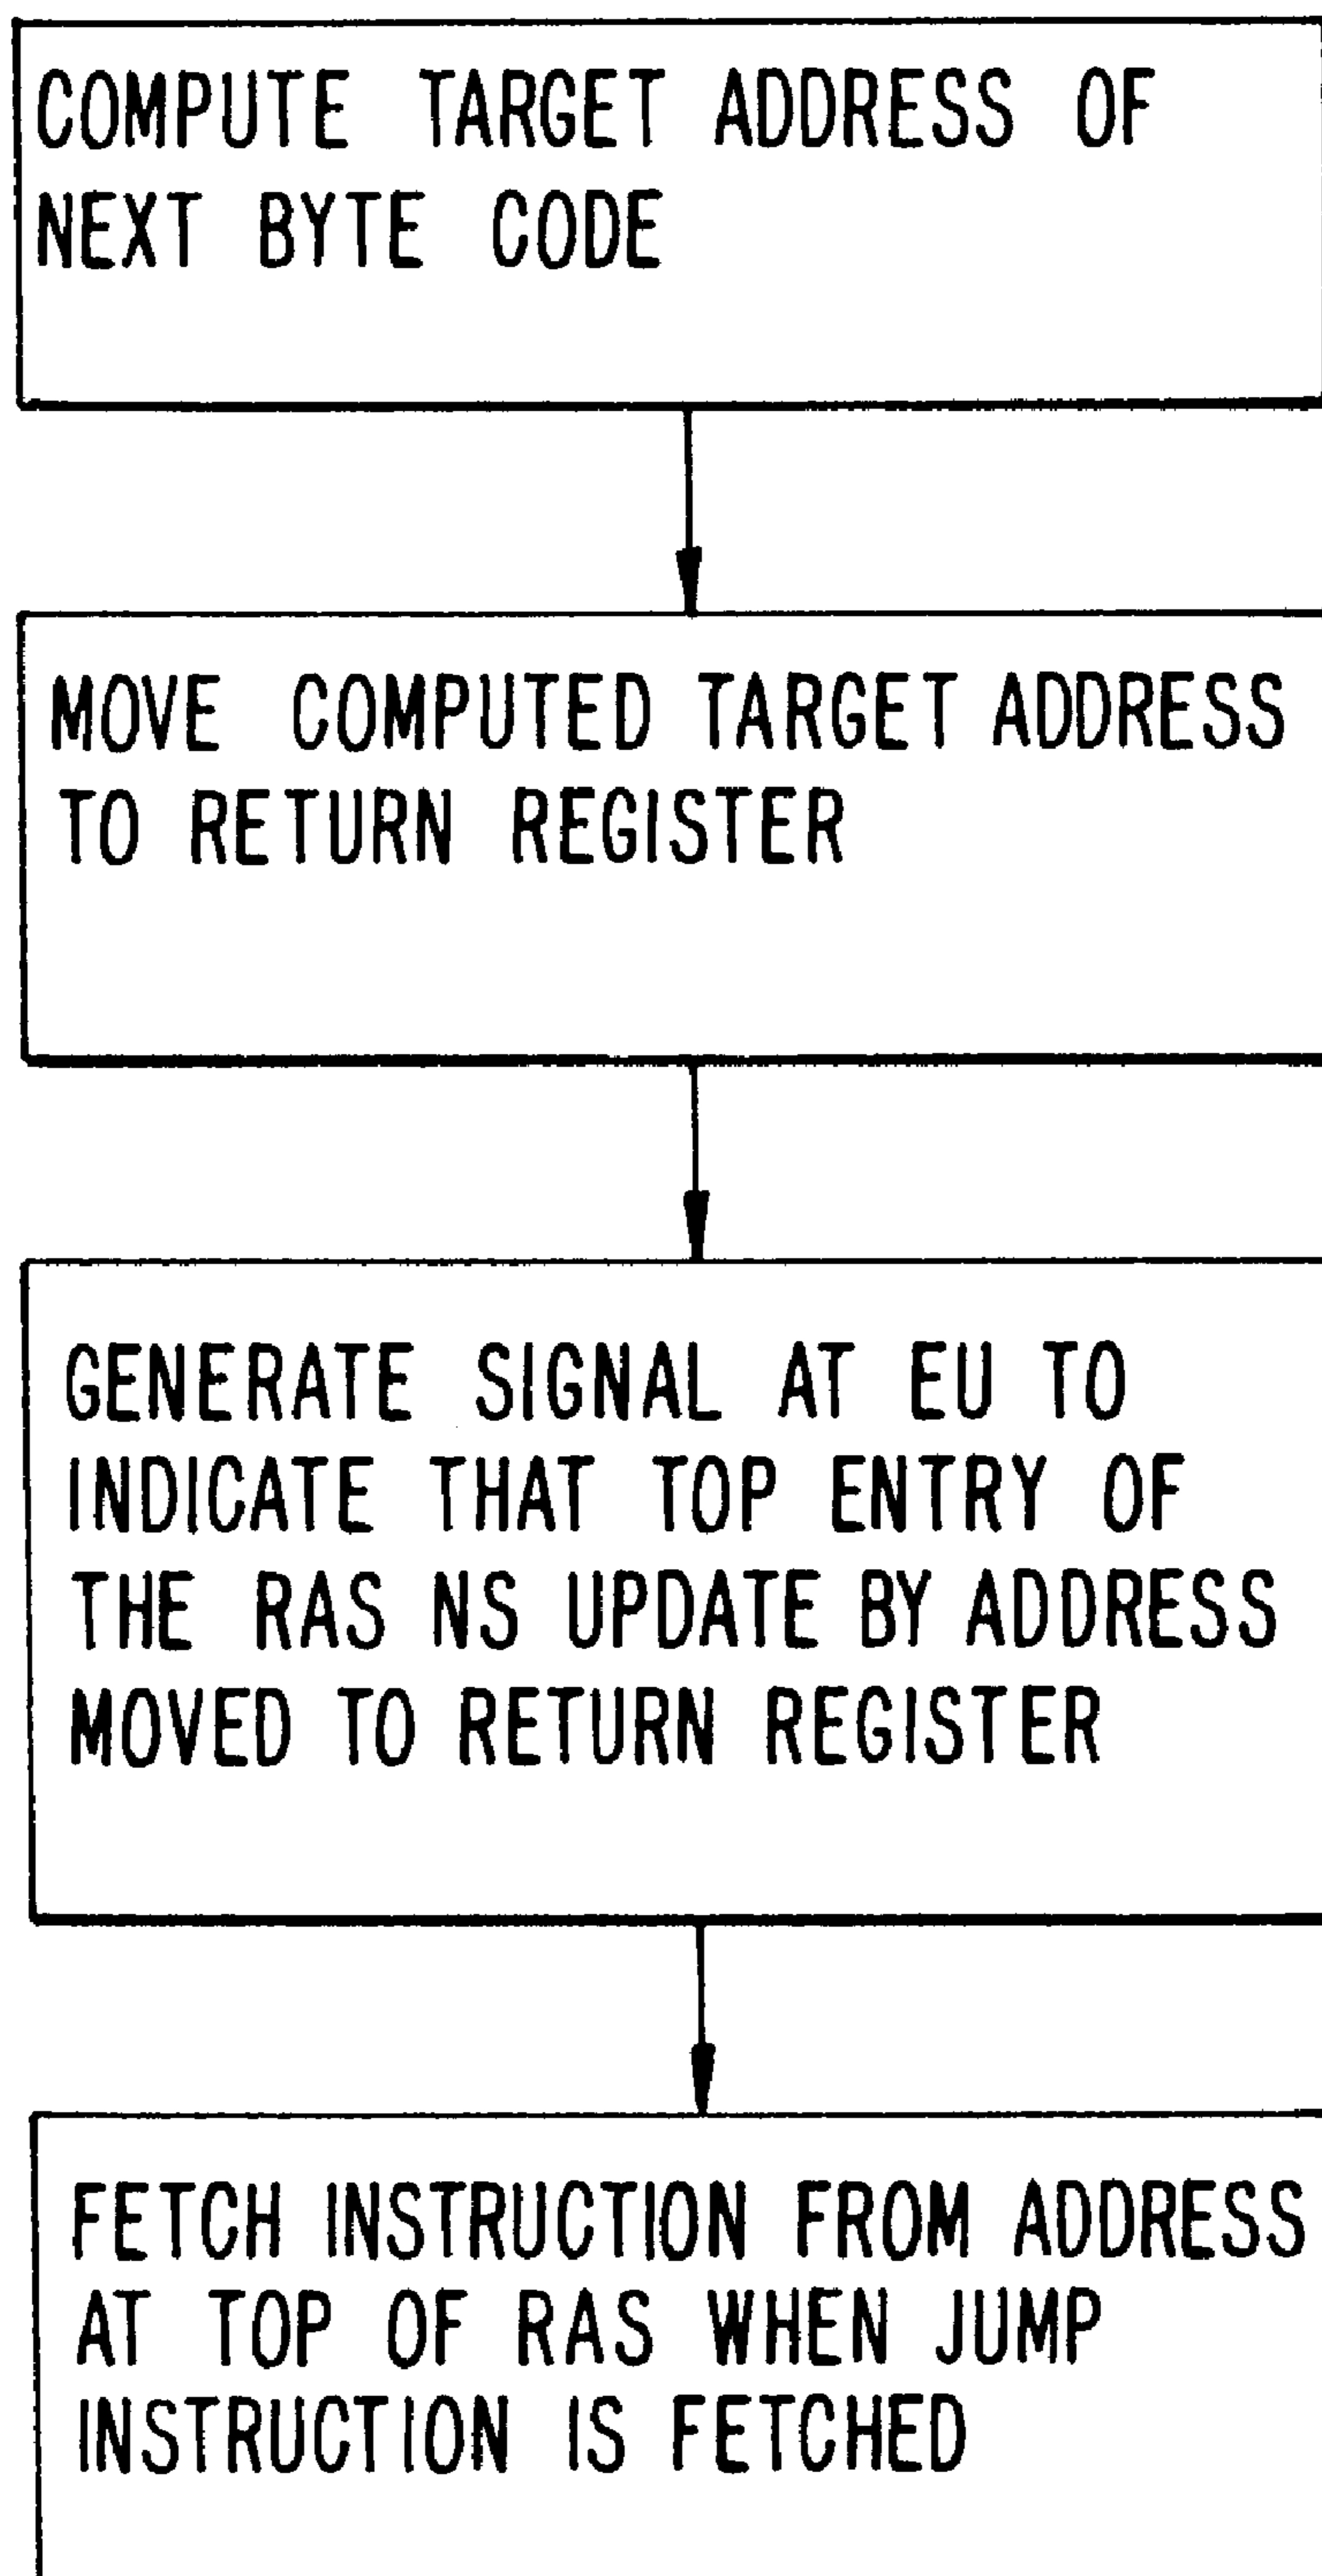 COMPUTE TARGET ADDRESS OF
NEXT BYTE CODE
MOVE COMPUTED TARGET ADDRESS
TO RETURN REGISTER
GENERATE SIGNAL AT EU TO
INDICATE THAT TOP ENTRY OF
THE RAS NS UPDATE BY ADDRESS
MOVED TO RETURN REGISTER
FETCH INSTRUCTION FROM ADDRESS
AT TOP OF RAS WHEN JUMP
INSTRUCTION IS FETCHED